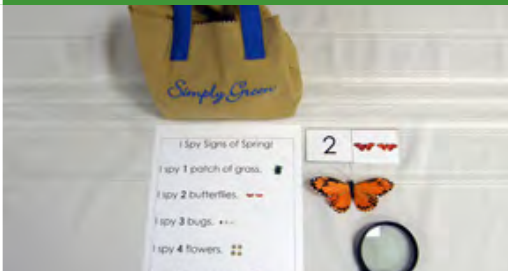 Simply Green
I Spy Signs of Spring!
I spy 1 patch of grass.
2
I spy 2 butterflies.
I spy 3 bugs.
I spy 4 flowers.